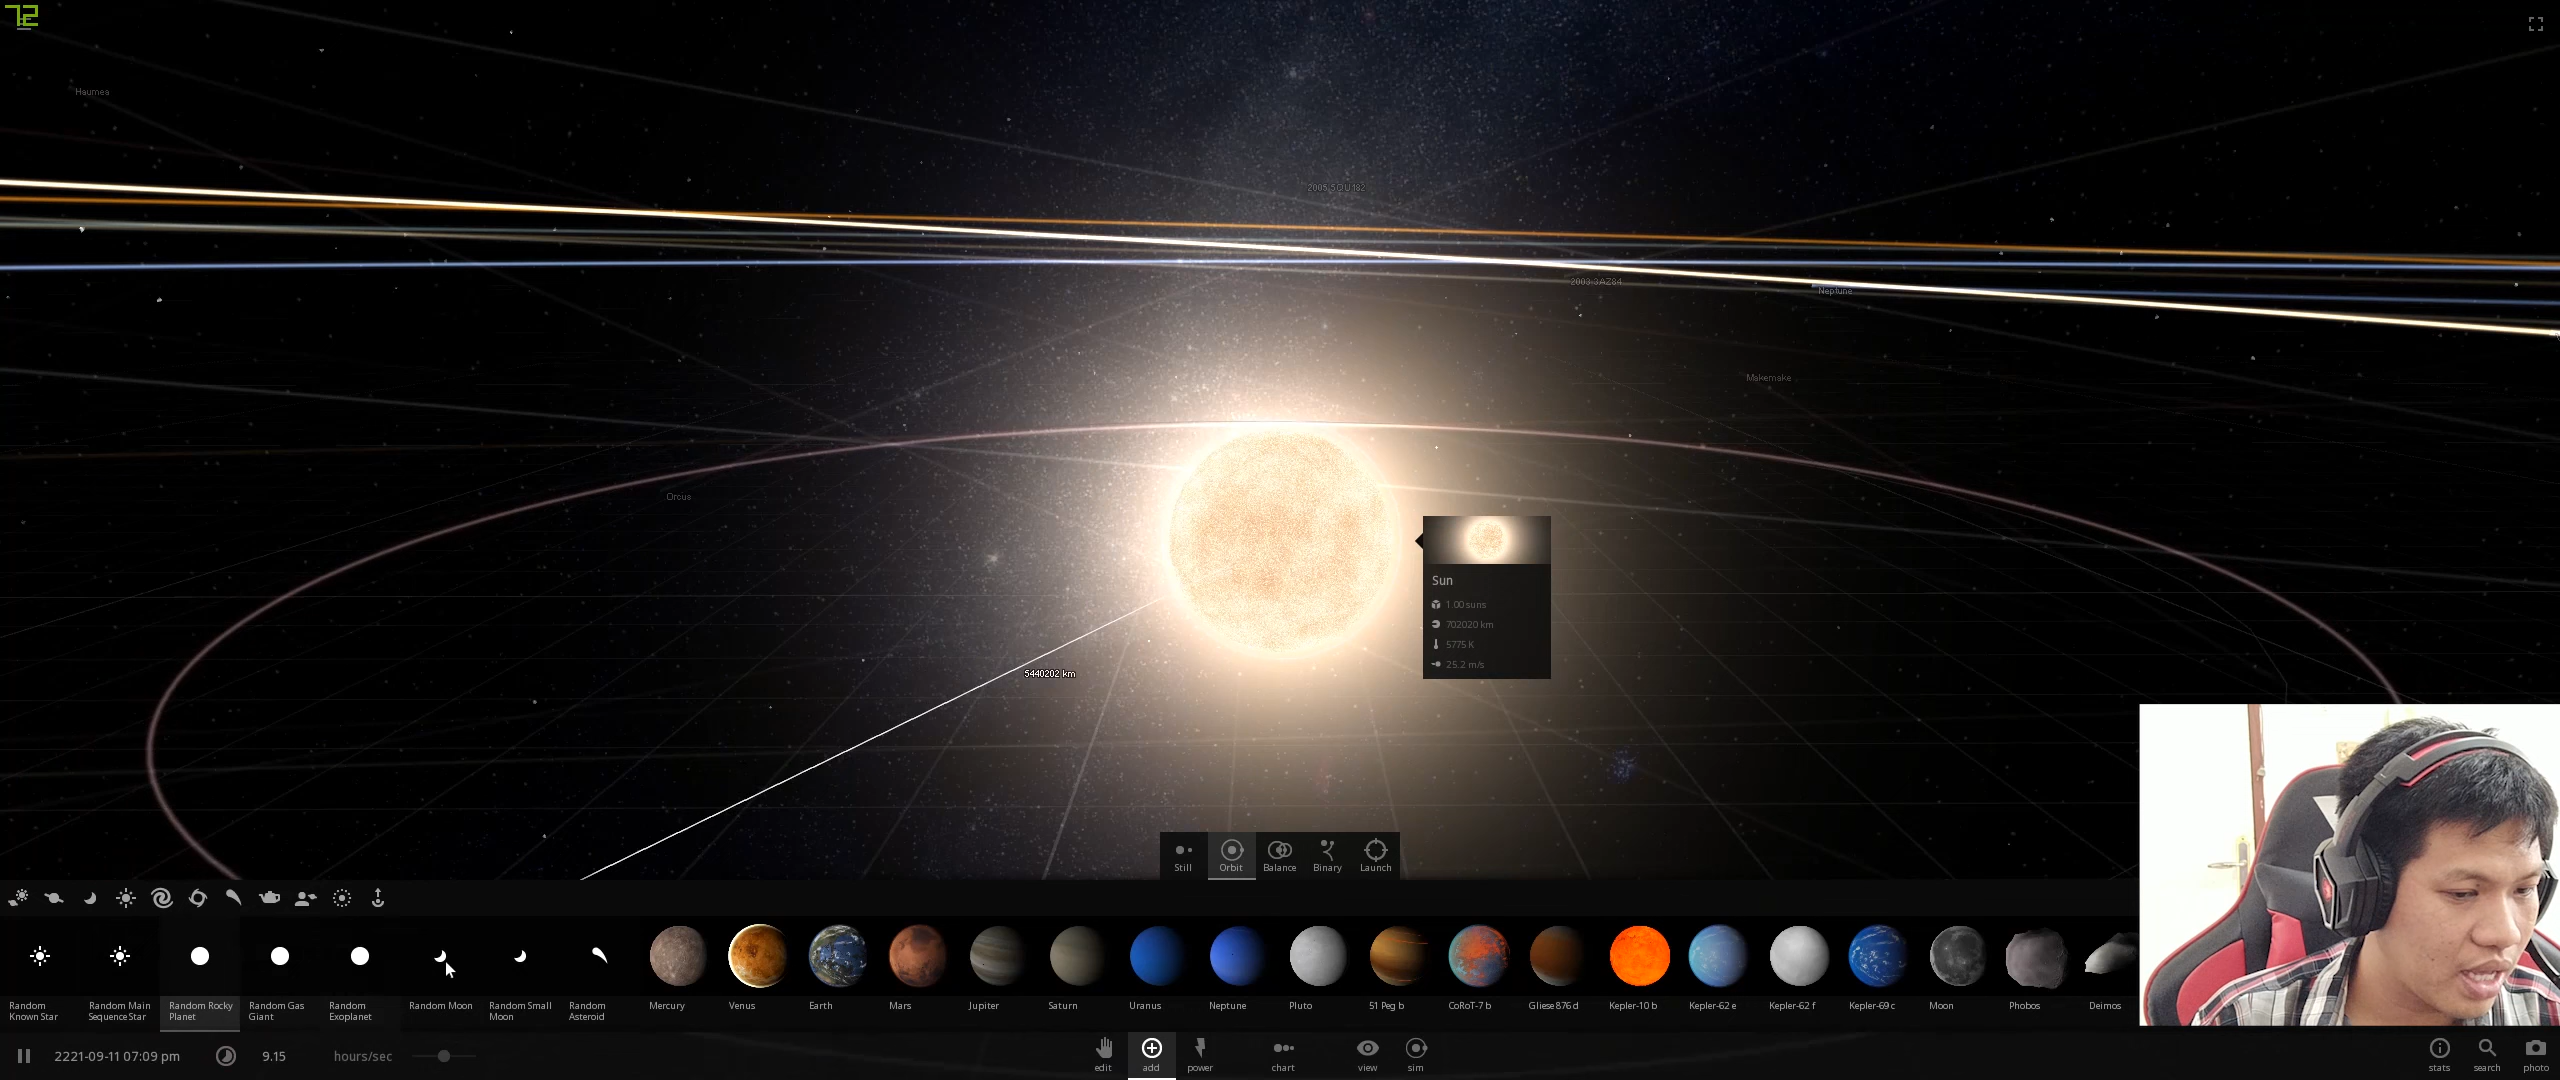 72
Haumea
2005 SQU182
2003 3AZ84
Neptune
Makemake
Orcus
Sun
1.00 suns
702020 km
5775 K
25.2 m/s
5440202 km
Still
Orbit
Balance
Binary
Launch
Random Known Star
Random Main Sequence Star
Random Rocky Planet
Random Gas Giant
Random Exoplanet
Random Moon
Random Small Moon
Random Asteroid
Mercury
Venus
Earth
Mars
Jupiter
Saturn
Uranus
Neptune
Pluto
51 Peg b
CoRoT-7 b
Gliese 876 d
Kepler-10 b
Kepler-62 e
Kepler-62 f
Kepler-69 c
Moon
Phobos
Deimos
2221-09-11 07:09 pm
9.15
hours/sec
edit
add
power
chart
view
sim
stats
search
photo